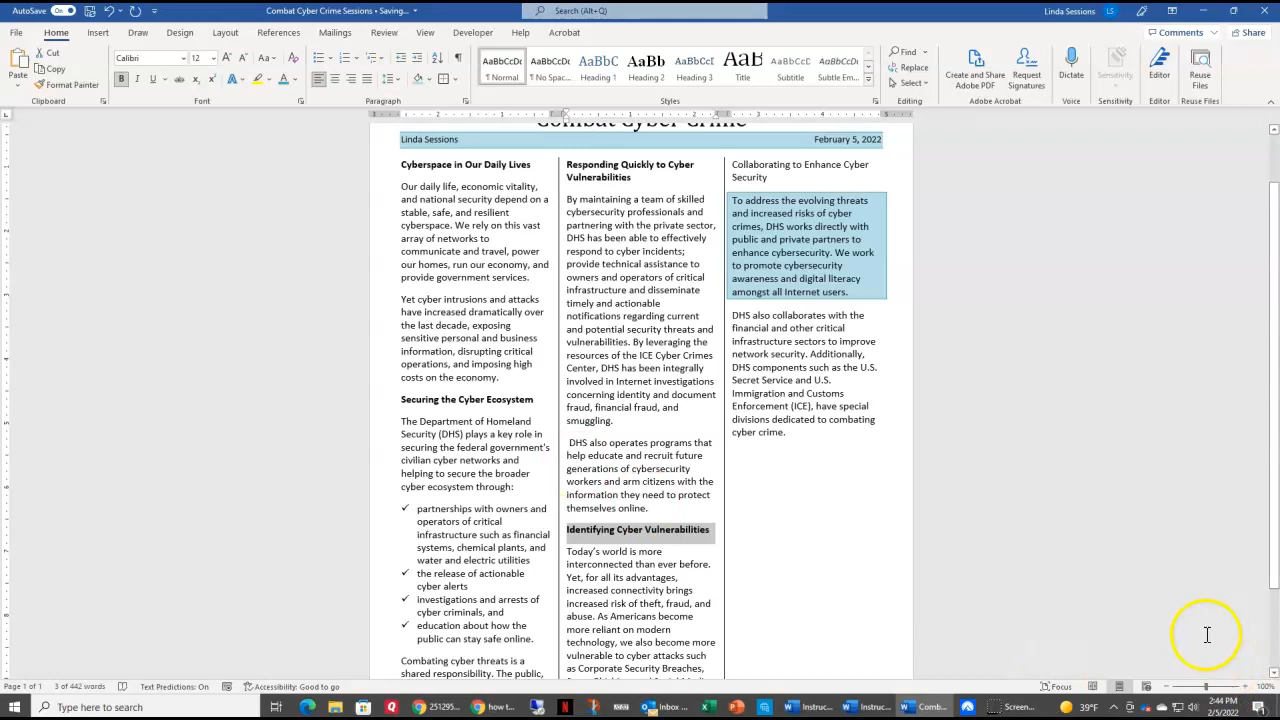 AutoSave On
Combat Cyber Crime Sessions • Saving...
Search (Alt+Q)
Linda Sessions LS
File Home Insert Draw Design Layout References Mailings Review View Developer Help Acrobat
Comments Share
Paste
Cut
Copy
Format Painter
Clipboard
Calibri 12
Font
Paragraph
AaBbCcDc ¶ Normal
AaBbCcDc ¶ No Spac...
AaBbC Heading 1
AaBb Heading 2
AaBbCc Heading 3
AaB Title
AaBbCcD Subtitle
AaBbCcD Subtle Em...
Styles
Find
Replace
Select
Editing
Create and Share Adobe PDF
Request Signatures
Adobe Acrobat
Dictate
Voice
Sensitivity
Sensitivity
Editor
Editor
Reuse Files
Reuse Files
Combat Cyber Crime
Linda Sessions February 5, 2022
Cyberspace in Our Daily Lives
Our daily life, economic vitality,
and national security depend on a
stable, safe, and resilient
cyberspace. We rely on this vast
array of networks to
communicate and travel, power
our homes, run our economy, and
provide government services.
Yet cyber intrusions and attacks
have increased dramatically over
the last decade, exposing
sensitive personal and business
information, disrupting critical
operations, and imposing high
costs on the economy.
Securing the Cyber Ecosystem
The Department of Homeland
Security (DHS) plays a key role in
securing the federal government's
civilian cyber networks and
helping to secure the broader
cyber ecosystem through:
✓ partnerships with owners and
operators of critical
infrastructure such as financial
systems, chemical plants, and
water and electric utilities
✓ the release of actionable
cyber alerts
✓ investigations and arrests of
cyber criminals, and
✓ education about how the
public can stay safe online.
Combating cyber threats is a
shared responsibility. The public,
Responding Quickly to Cyber
Vulnerabilities
By maintaining a team of skilled
cybersecurity professionals and
partnering with the private sector,
DHS has been able to effectively
respond to cyber incidents;
provide technical assistance to
owners and operators of critical
infrastructure and disseminate
timely and actionable
notifications regarding current
and potential security threats and
vulnerabilities. By leveraging the
resources of the ICE Cyber Crimes
Center, DHS has been integrally
involved in Internet investigations
concerning identity and document
fraud, financial fraud, and
smuggling.
DHS also operates programs that
help educate and recruit future
generations of cybersecurity
workers and arm citizens with the
information they need to protect
themselves online.
Identifying Cyber Vulnerabilities
Today's world is more
interconnected than ever before.
Yet, for all its advantages,
increased connectivity brings
increased risk of theft, fraud, and
abuse. As Americans become
more reliant on modern
technology, we also become more
vulnerable to cyber attacks such
as Corporate Security Breaches,
Collaborating to Enhance Cyber
Security
To address the evolving threats
and increased risks of cyber
crimes, DHS works directly with
public and private partners to
enhance cybersecurity. We work
to promote cybersecurity
awareness and digital literacy
amongst all Internet users.
DHS also collaborates with the
financial and other critical
infrastructure sectors to improve
network security. Additionally,
DHS components such as the U.S.
Secret Service and U.S.
Immigration and Customs
Enforcement (ICE), have special
divisions dedicated to combating
cyber crime.
Page 1 of 1 3 of 442 words Text Predictions: On Accessibility: Good to go Focus 100%
Type here to search
251295... how t... Inbox ... Instruc... Instruc... Comb... Screen...
39°F
2:44 PM
2/5/2022